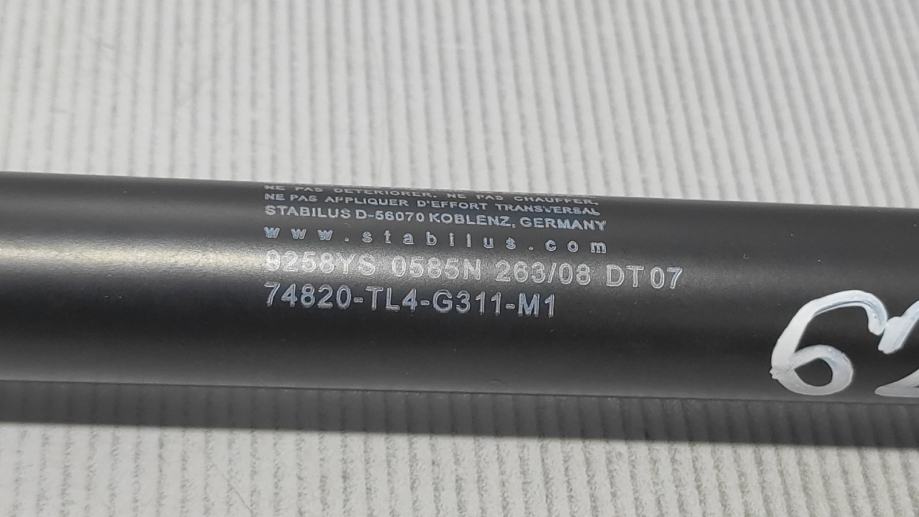 NE PAS DETERIORER, NE PAS CHAUFFER.
NE PAS APPLIQUER D'EFFORT TRANSVERSAL
STABILUS D-56070 KOBLENZ, GERMANY
www.stabilus.com
9258YS 0585N 263/08 DT07
74820-TL4-G311-M1